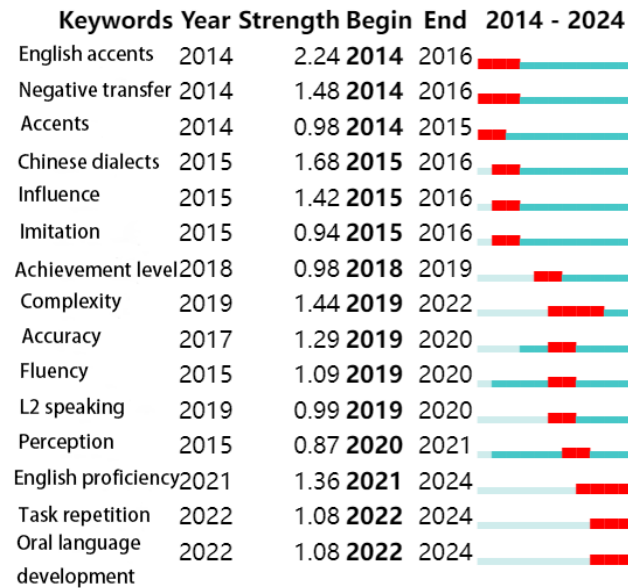 Keywords Year Strength Begin End 2014 - 2024
English accents 2014 2.24 2014 2016
Negative transfer 2014 1.48 2014 2016
Accents 2014 0.98 2014 2015
Chinese dialects 2015 1.68 2015 2016
Influence 2015 1.42 2015 2016
Imitation 2015 0.94 2015 2016
Achievement level 2018 0.98 2018 2019
Complexity 2019 1.44 2019 2022
Accuracy 2017 1.29 2019 2020
Fluency 2015 1.09 2019 2020
L2 speaking 2019 0.99 2019 2020
Perception 2015 0.87 2020 2021
English proficiency 2021 1.36 2021 2024
Task repetition 2022 1.08 2022 2024
Oral language development 2022 1.08 2022 2024